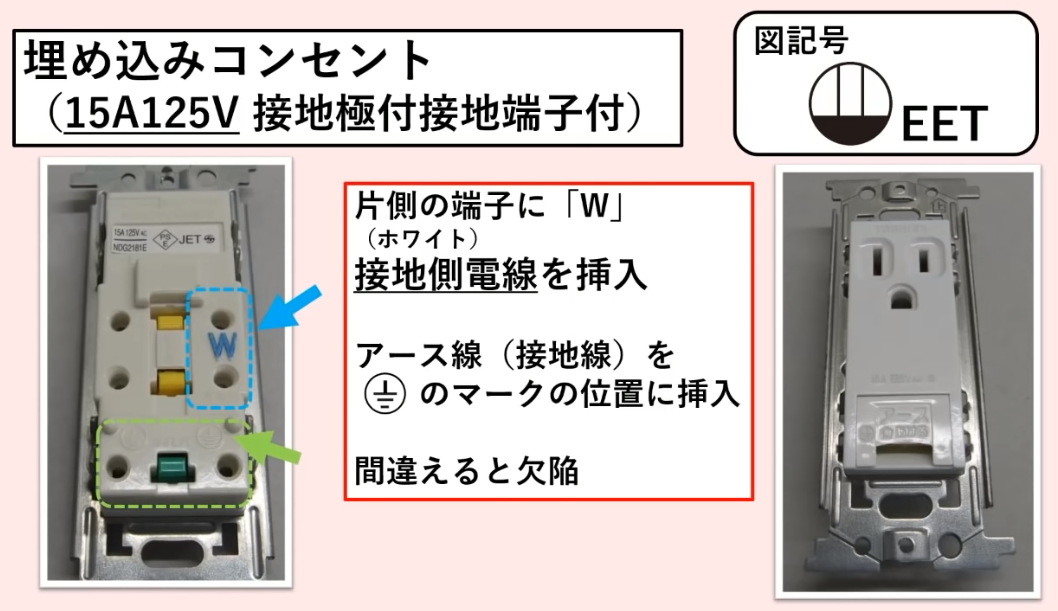 埋め込みコンセント
（15A125V 接地極付接地端子付）
図記号
EET
15A 125V AC
NDG2181E
PS
E
JET
W
片側の端子に「W」
（ホワイト）
接地側電線を挿入
アース線（接地線）を
のマークの位置に挿入
間違えると欠陥